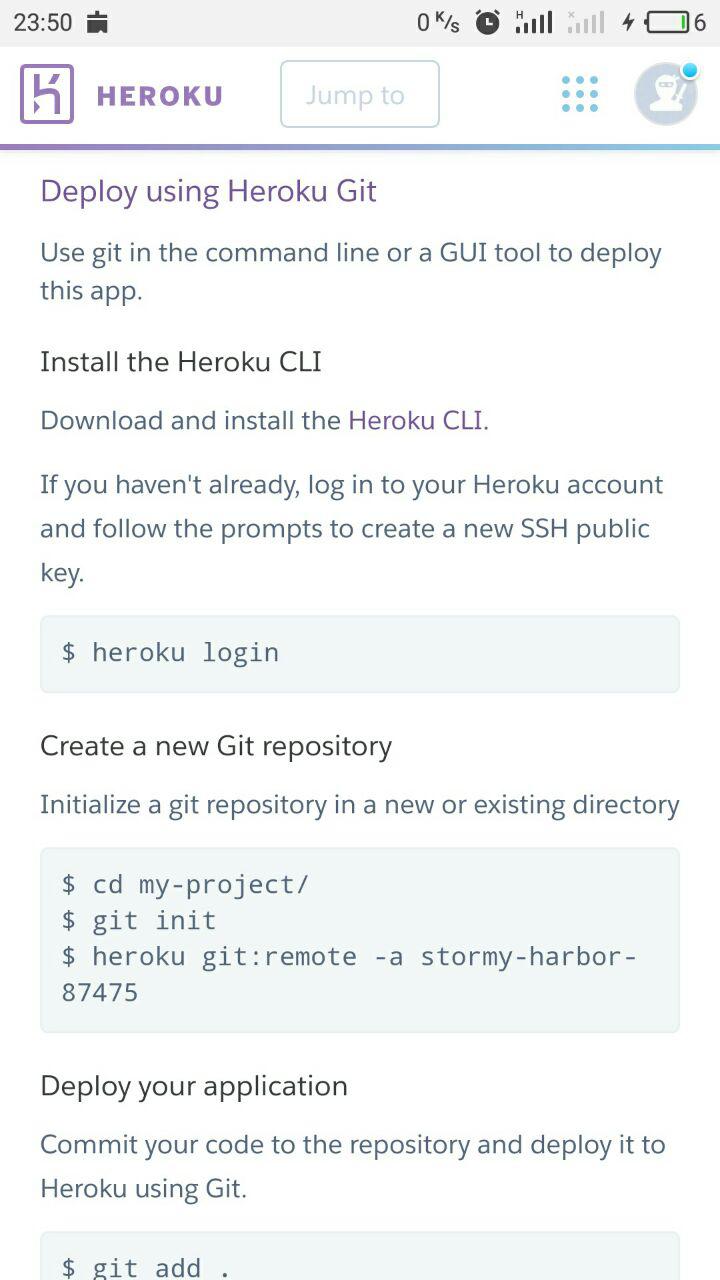 23:50 0 K/s H 6
HEROKU Jump to
Deploy using Heroku Git
Use git in the command line or a GUI tool to deploy
this app.
Install the Heroku CLI
Download and install the Heroku CLI.
If you haven't already, log in to your Heroku account
and follow the prompts to create a new SSH public
key.
$ heroku login
Create a new Git repository
Initialize a git repository in a new or existing directory
$ cd my-project/
$ git init
$ heroku git:remote -a stormy-harbor-
87475
Deploy your application
Commit your code to the repository and deploy it to
Heroku using Git.
$ git add .